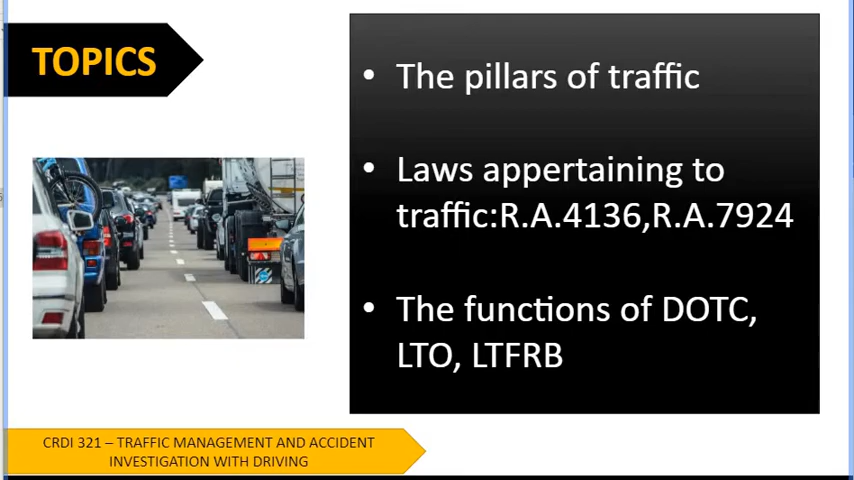 TOPICS
• The pillars of traffic
• Laws appertaining to
traffic:R.A.4136,R.A.7924
• The functions of DOTC,
LTO, LTFRB
CRDI 321 – TRAFFIC MANAGEMENT AND ACCIDENT
INVESTIGATION WITH DRIVING